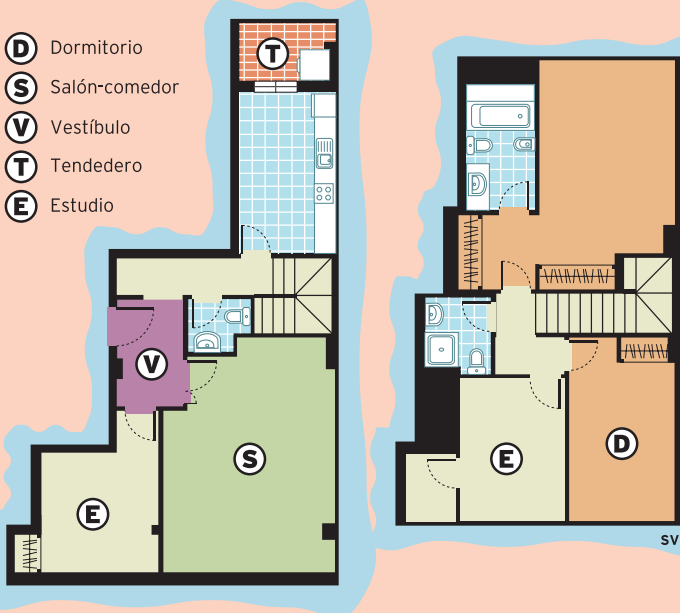 D Dormitorio
S Salón-comedor
V Vestíbulo
T Tendedero
E Estudio
T
V
S
E
E
D
SV